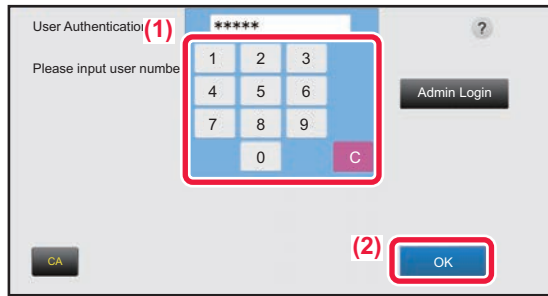 User Authentication
(1)
*****
?
Please input user numbe
1 2 3
4 5 6
7 8 9
0 C
Admin Login
(2)
CA
OK